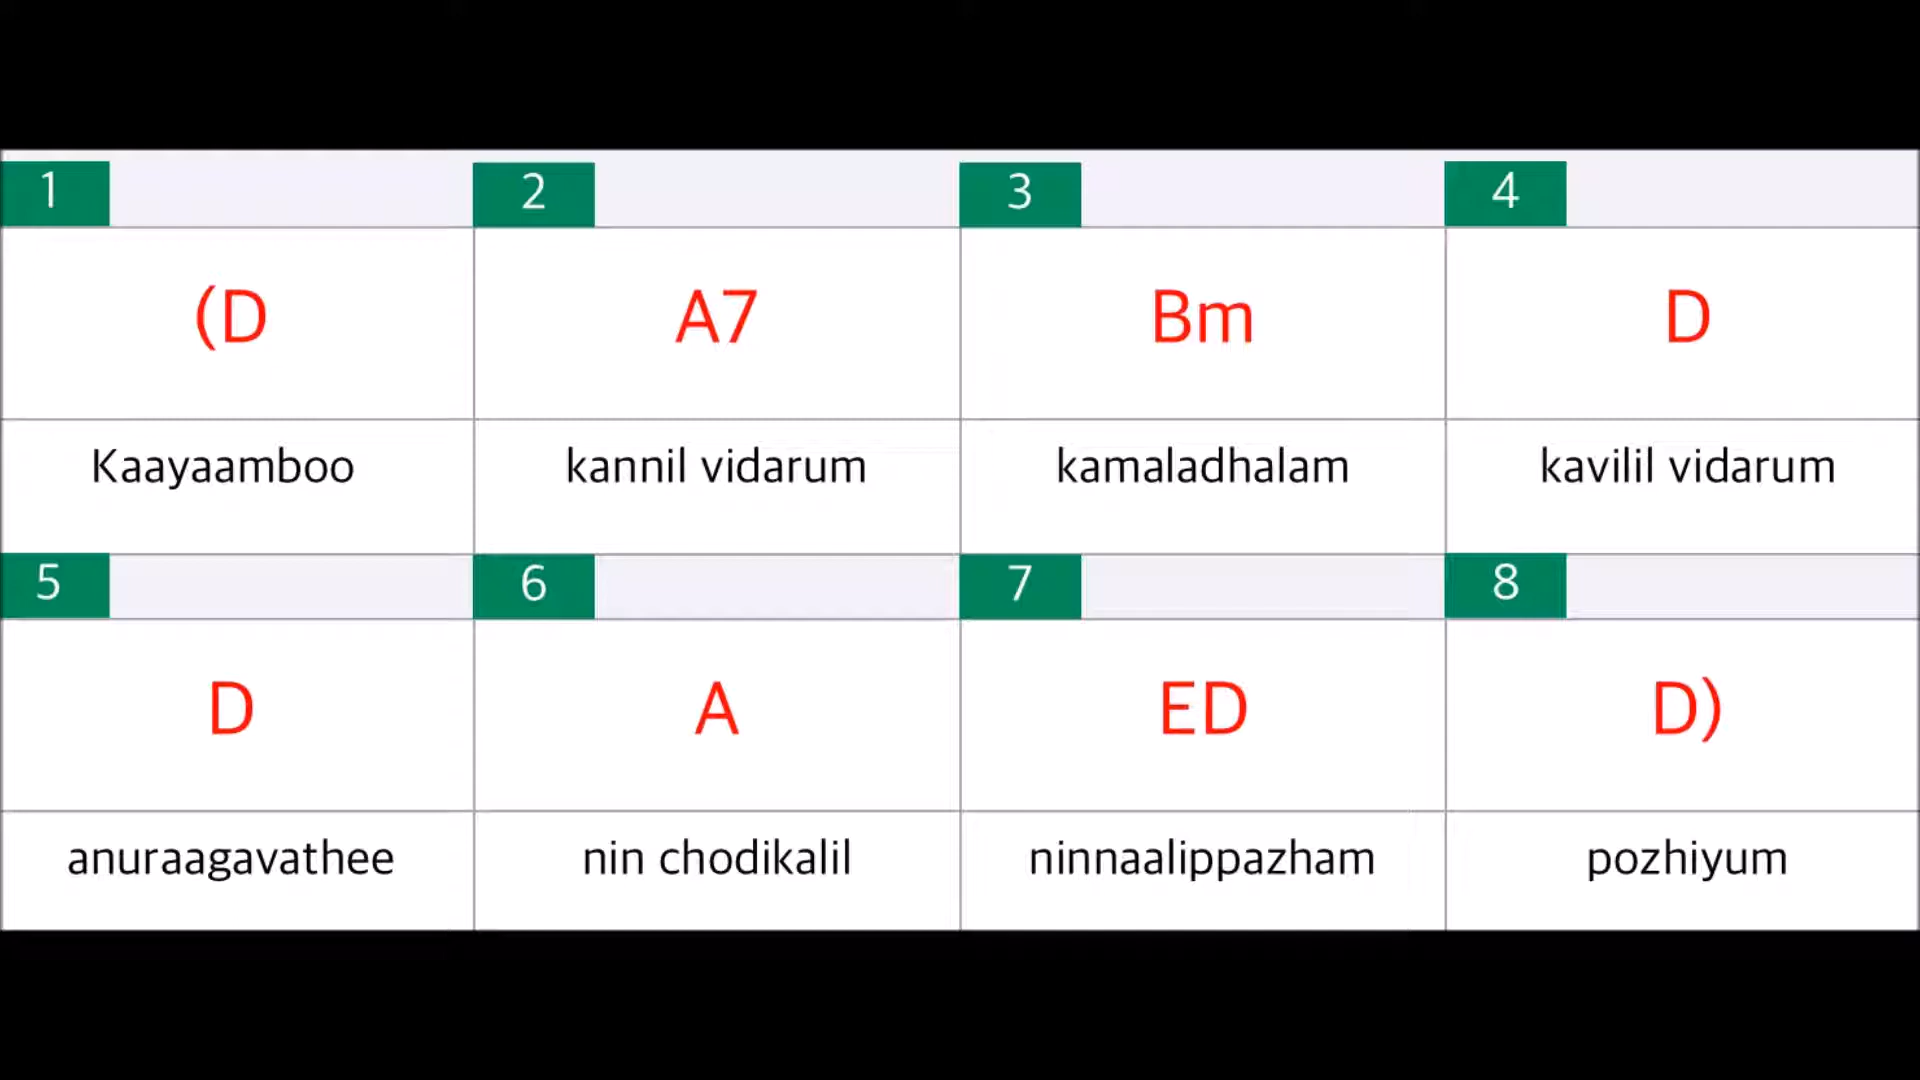 1 2 3 4
(D A7 Bm D
Kaayaamboo kannil vidarum kamaladhalam kavilil vidarum
5 6 7 8
D A ED D)
anuraagavathee nin chodikalil ninnaalippazham pozhiyum